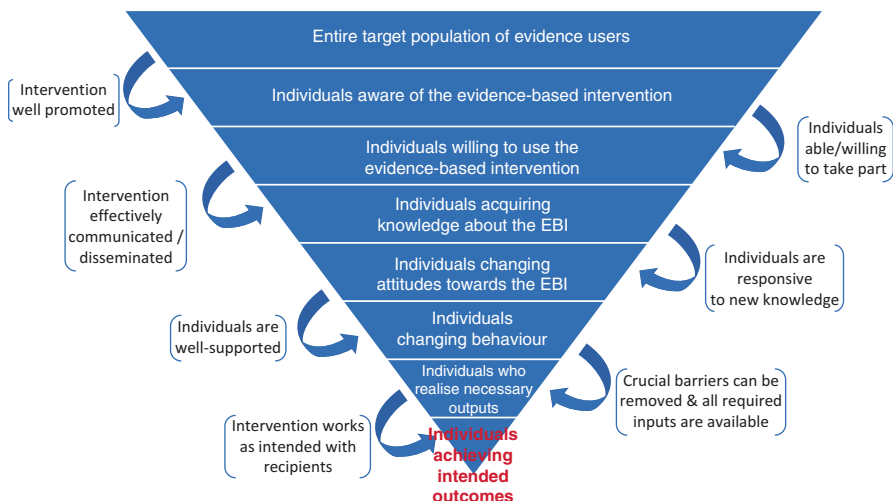 Entire target population of evidence users
Intervention
well promoted
Individuals aware of the evidence-based intervention
Individuals willing to use the
evidence-based intervention
Individuals
able/willing
to take part
Intervention
effectively
communicated /
disseminated
Individuals acquiring
knowledge about the EBI
Individuals changing
attitudes towards the EBI
Individuals are
responsive
to new knowledge
Individuals are
well-supported
Individuals
changing behaviour
Individuals who
realise necessary
outputs
Crucial barriers can be
removed & all required
inputs are available
Intervention works
as intended with
recipients
Individuals
achieving
intended
outcomes